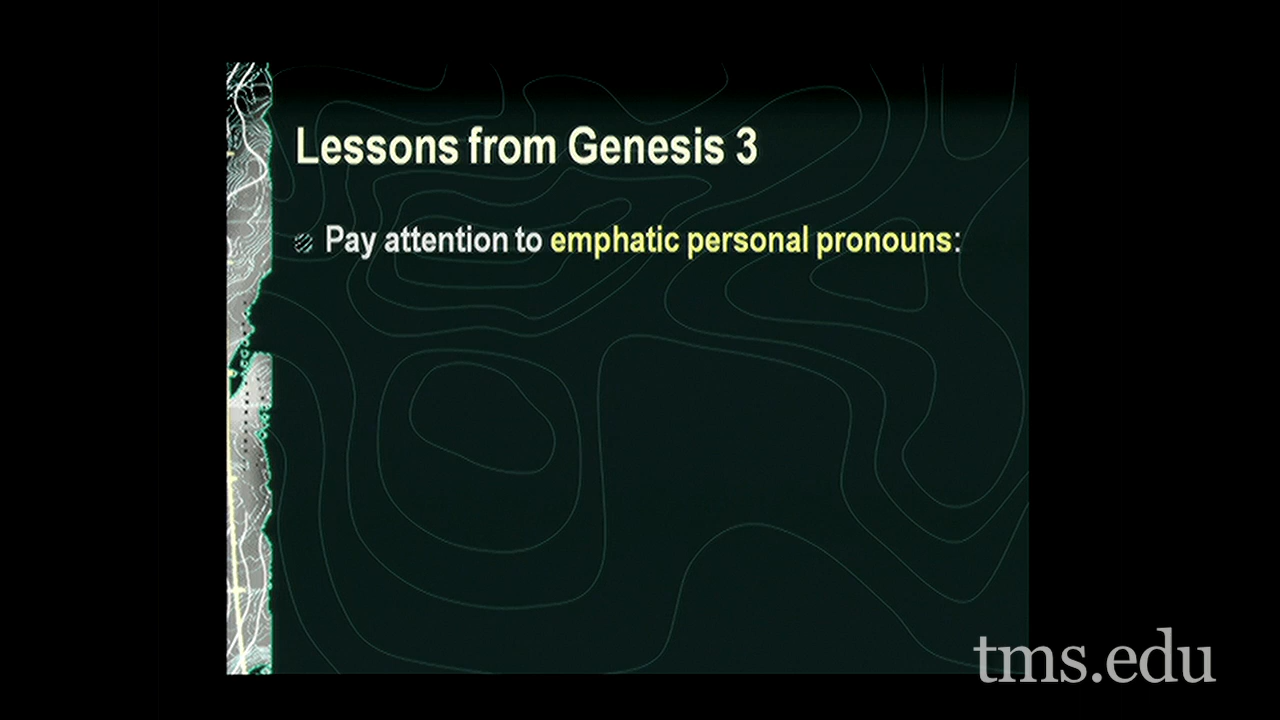 Lessons from Genesis 3
Pay attention to emphatic personal pronouns:
tms.edu